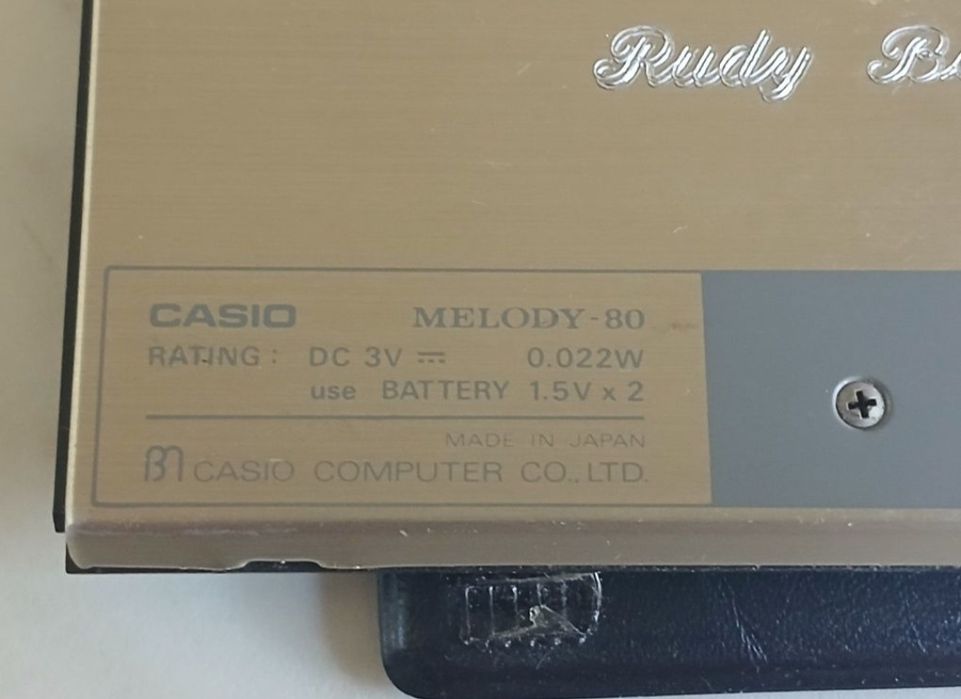 Rudy
CASIO MELODY-80
RATING: DC 3V ⎓ 0.022W
use BATTERY 1.5V x 2
MADE IN JAPAN
CASIO COMPUTER CO.,LTD.